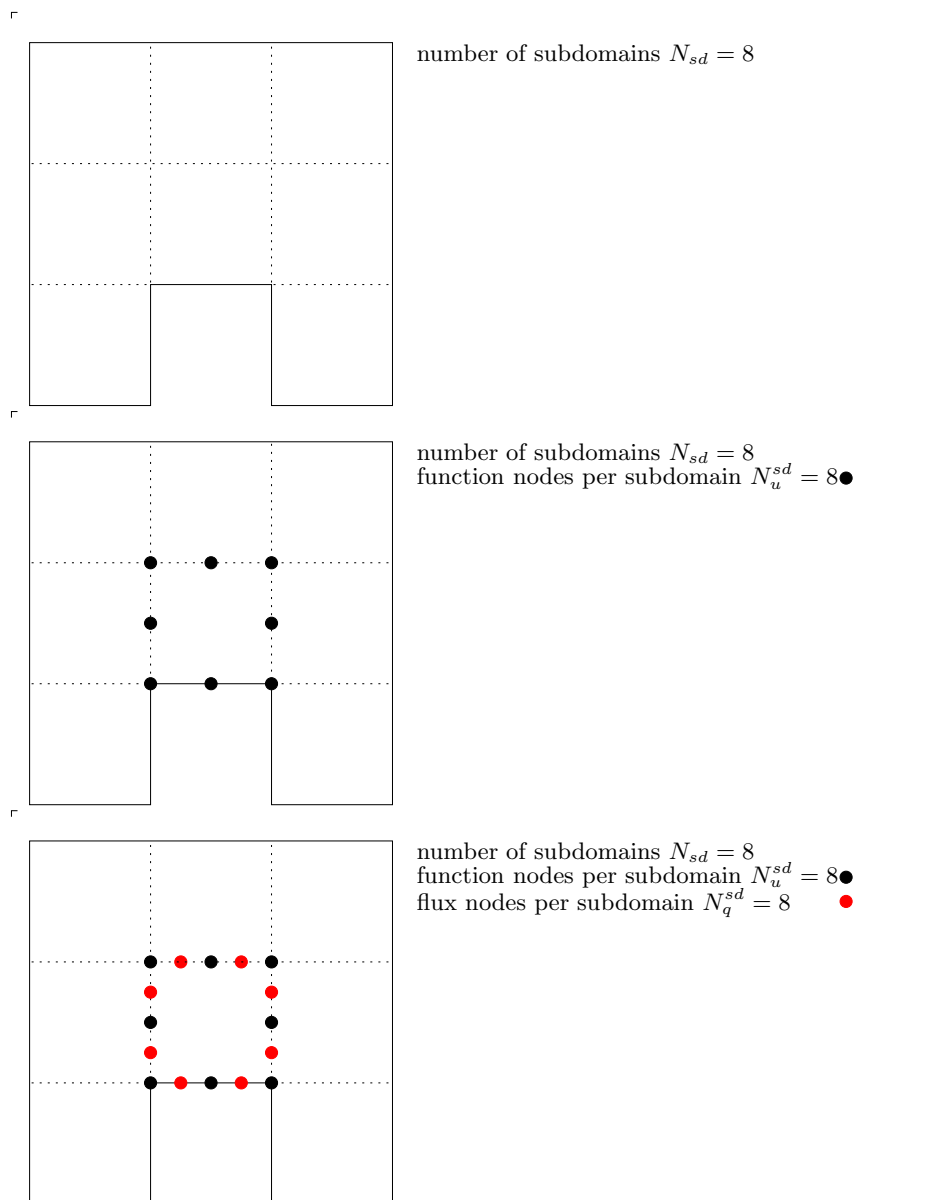 number of subdomains $N_{sd} = 8$
number of subdomains $N_{sd} = 8$
function nodes per subdomain $N_u^{sd} = 8$
number of subdomains $N_{sd} = 8$
function nodes per subdomain $N_u^{sd} = 8$
flux nodes per subdomain $N_q^{sd} = 8$